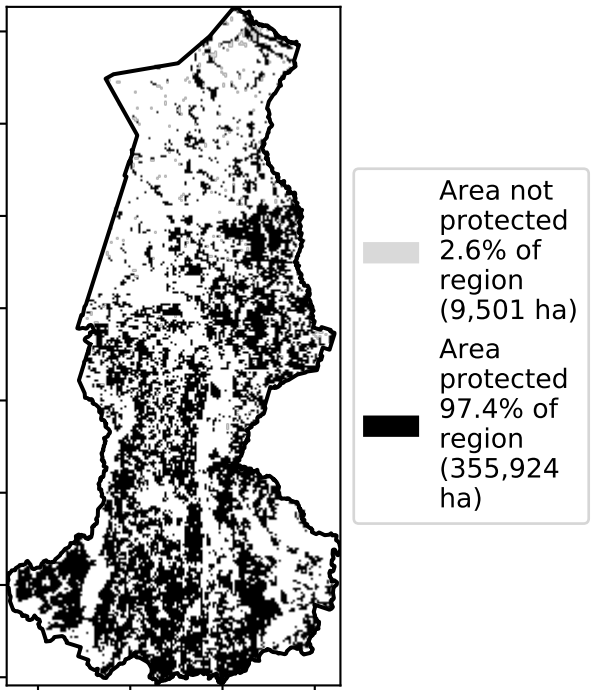 Area not
protected
2.6% of
region
(9,501 ha)
Area
protected
97.4% of
region
(355,924
ha)